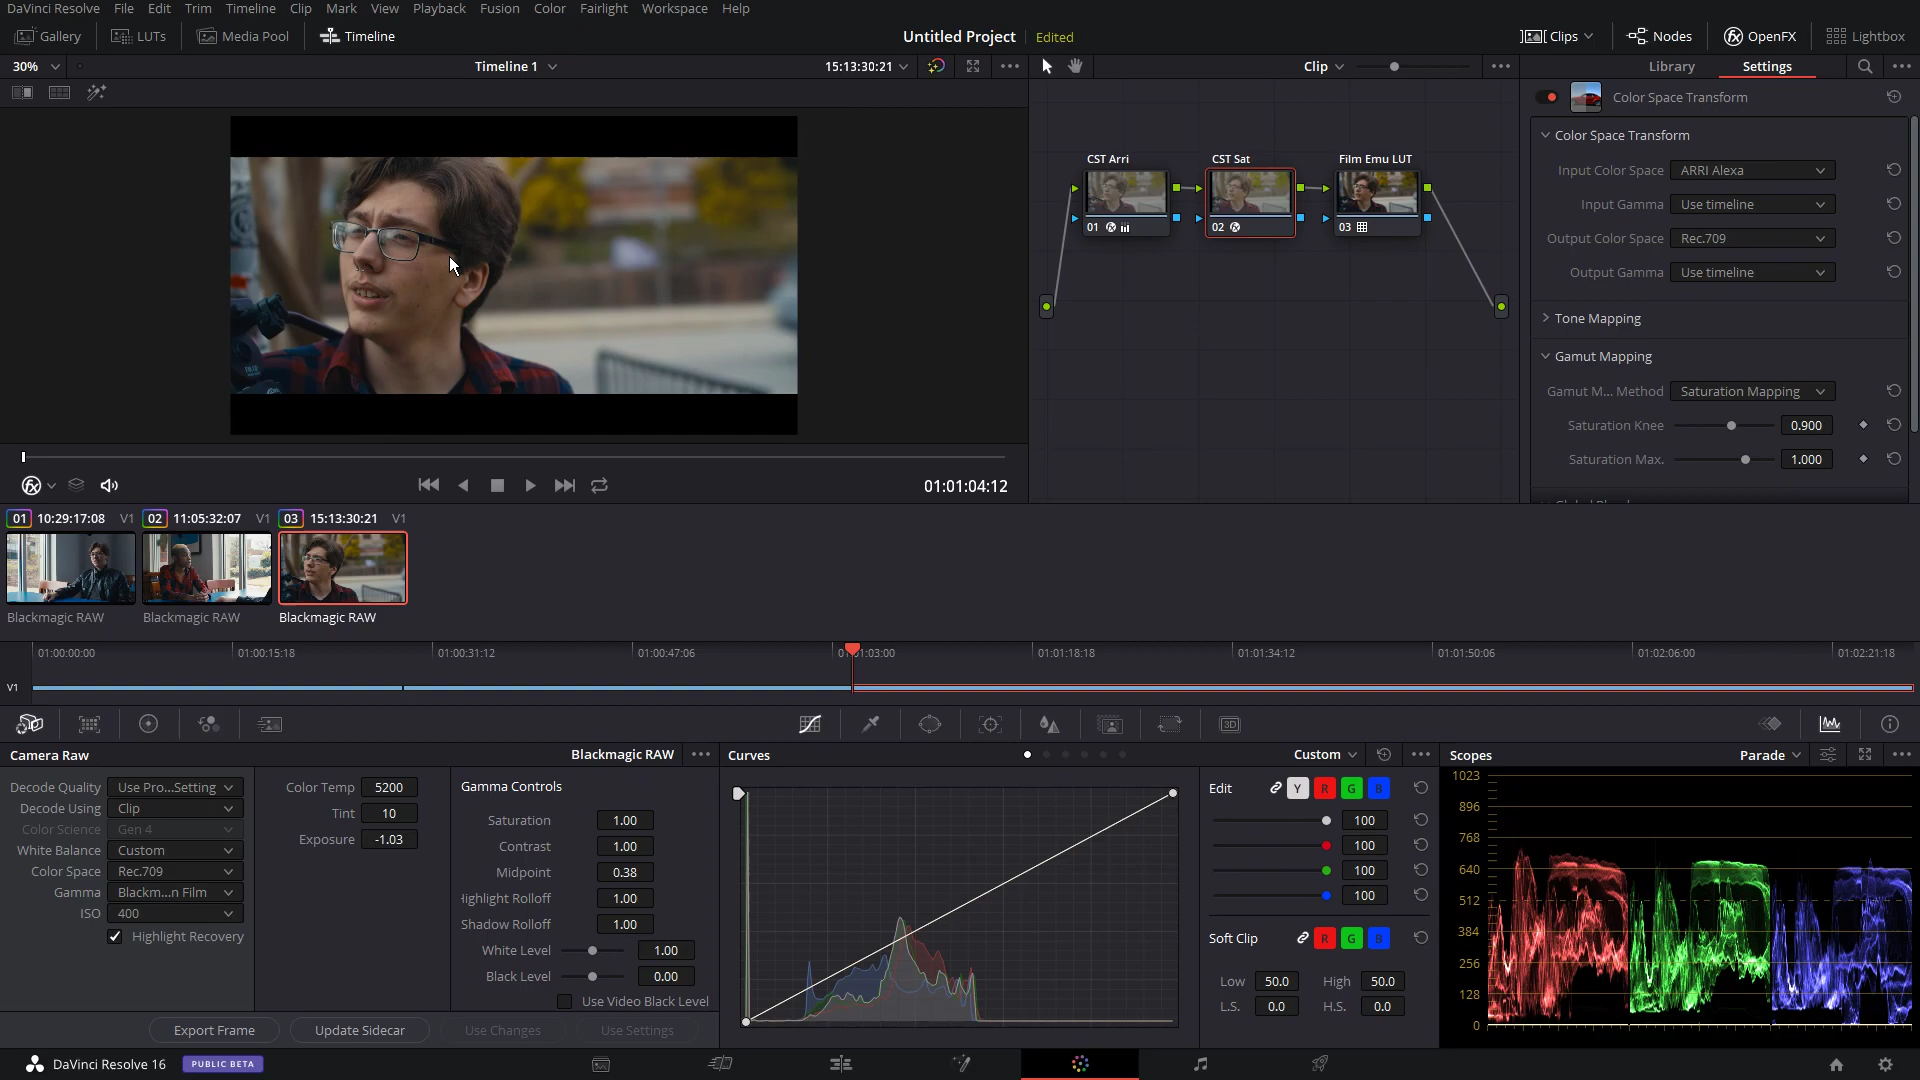 DaVinci Resolve File Edit Trim Timeline Clip Mark View Playback Fusion Color Fairlight Workspace Help
Gallery LUTs Media Pool Timeline Untitled Project Edited Clips Nodes OpenFX Lightbox
30% Timeline 1 15:13:30:21 Clip Library Settings
Color Space Transform
Color Space Transform
Input Color Space ARRI Alexa
Input Gamma Use timeline
Output Color Space Rec.709
Output Gamma Use timeline
Tone Mapping
Gamut Mapping
Gamut M... Method Saturation Mapping
Saturation Knee 0.900
Saturation Max. 1.000
CST Arri CST Sat Film Emu LUT
01 02 03
01:01:04:12
01 10:29:17:08 V1 02 11:05:32:07 V1 03 15:13:30:21 V1
Blackmagic RAW Blackmagic RAW Blackmagic RAW
01:00:00:00 01:00:15:18 01:00:31:12 01:00:47:06 01:01:03:00 01:01:18:18 01:01:34:12 01:01:50:06 01:02:06:00 01:02:21:18
V1
3D
Camera Raw Blackmagic RAW
Decode Quality Use Pro...Setting
Decode Using Clip
Color Science Gen 4
White Balance Custom
Color Space Rec.709
Gamma Blackm...n Film
ISO 400
Highlight Recovery
Color Temp 5200
Tint 10
Exposure -1.03
Gamma Controls
Saturation 1.00
Contrast 1.00
Midpoint 0.38
Highlight Rolloff 1.00
Shadow Rolloff 1.00
White Level 1.00
Black Level 0.00
Use Video Black Level
Export Frame Update Sidecar Use Changes Use Settings
Curves Custom
Edit Y R G B
100
100
100
100
Soft Clip R G B
Low 50.0 High 50.0
L.S. 0.0 H.S. 0.0
Scopes Parade
1023
896
768
640
512
384
256
128
0
DaVinci Resolve 16 PUBLIC BETA